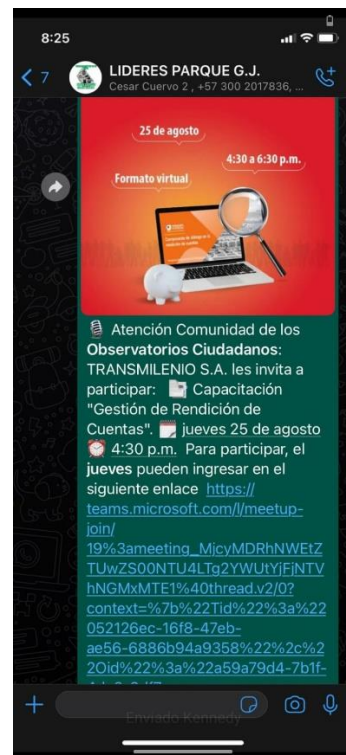 8:25
7
LIDERES PARQUE G.J.
Cesar Cuervo 2, +57 300 2017836, ...
25 de agosto
4:30 a 6:30 p.m.
Formato virtual
Atención Comunidad de los
Observatorios Ciudadanos:
TRANSMILENIO S.A. les invita a
participar: Capacitación
"Gestión de Rendición de
Cuentas". jueves 25 de agosto
4:30 p.m. Para participar, el
jueves pueden ingresar en el
siguiente enlace https://
teams.microsoft.com/l/meetup-
join/
19%3ameeting_MjcyMDRhNWEtZ
TUwZS00NTU4LTg2YWUtYjFjNTV
hNGMxMTE1%40thread.v2/0?
context=%7b%22Tid%22%3a%22
052126ec-16f8-47eb-
ae56-6886b94a9358%22%2c%2
2Oid%22%3a%22a59a79d4-7b1f-
Enviado Kennedy